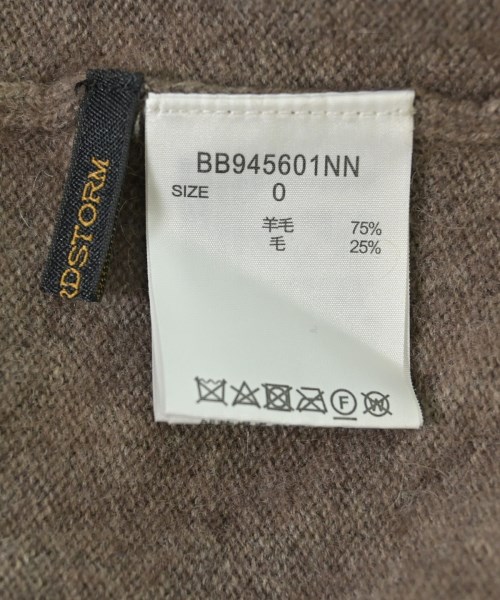 RDSTORM
BB945601NN
SIZE 0
羊毛 75%
毛 25%
F W